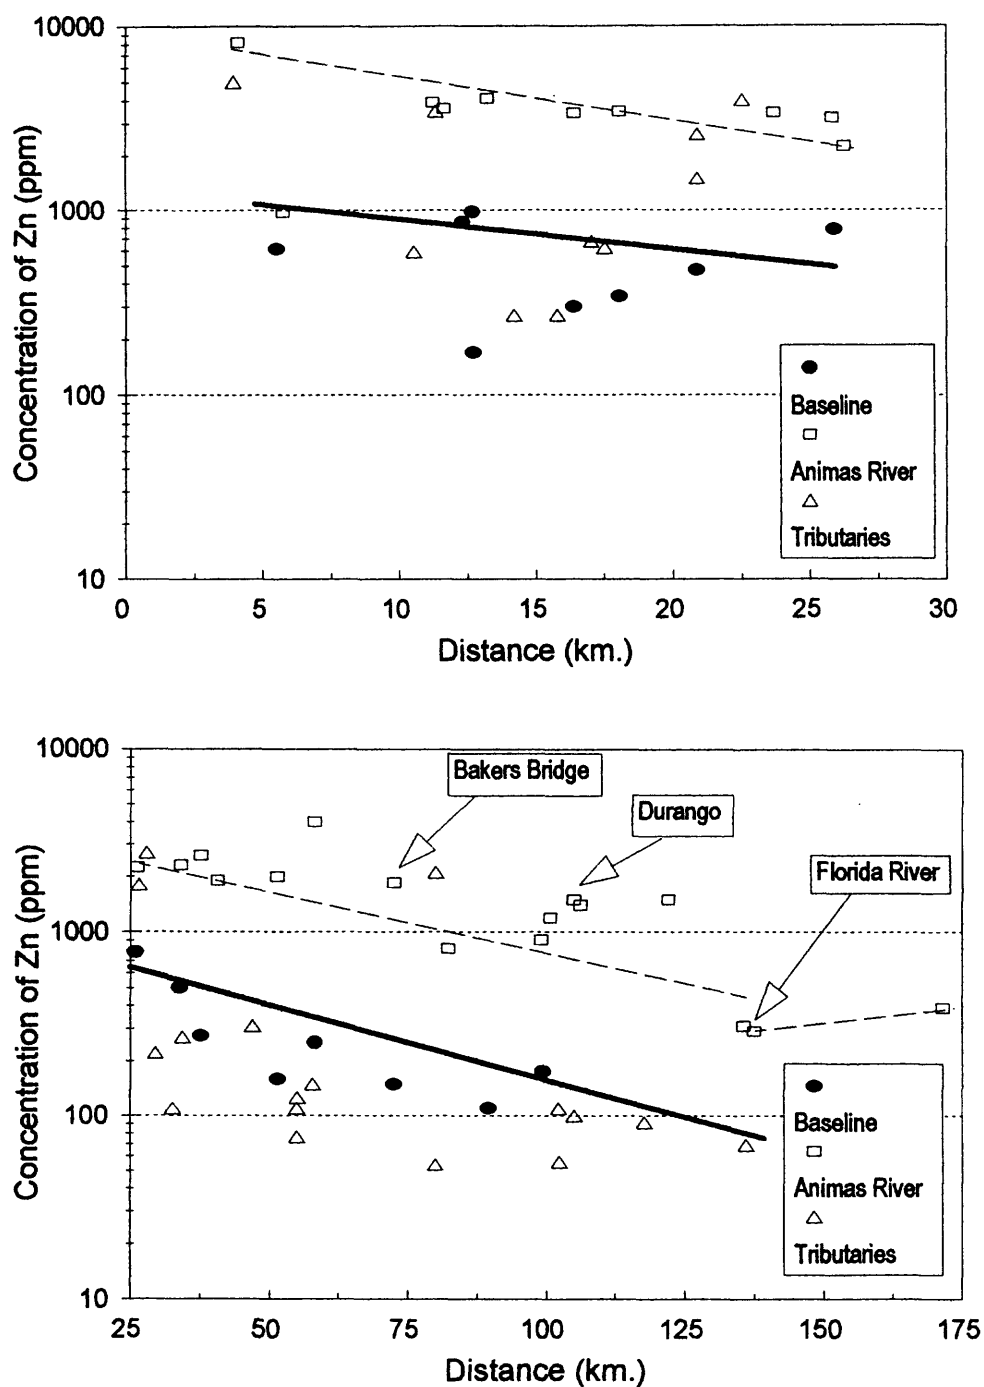 10000
1000
100
10
Concentration of Zn (ppm)
0 5 10 15 20 25 30
Distance (km.)
Baseline
Animas River
Tributaries
10000
1000
100
10
Concentration of Zn (ppm)
Bakers Bridge
Durango
Florida River
Baseline
Animas River
Tributaries
25 50 75 100 125 150 175
Distance (km.)